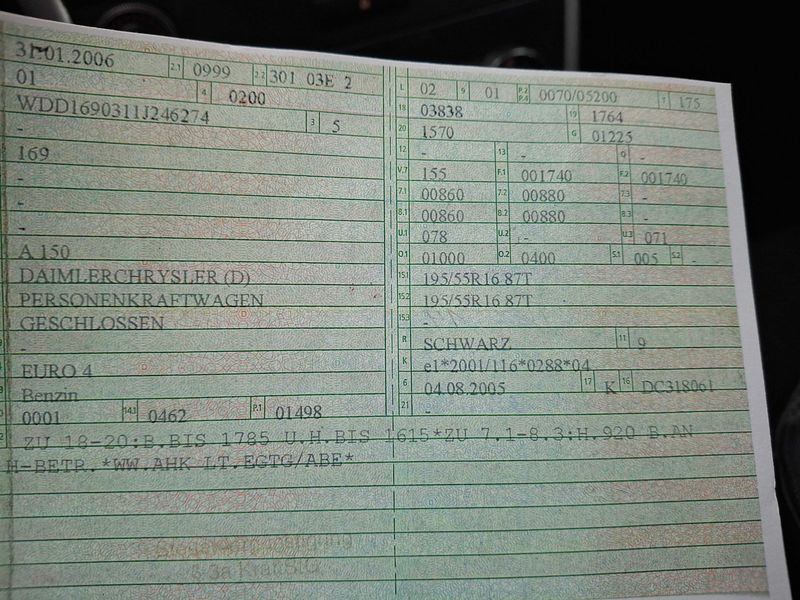 31.01.2006 2.1 0999 2.2 301 03E 2
01 4 0200
WDD1690311J246274 3 5
-
169
-
-
-
A 150
DAIMLERCHRYSLER (D)
PERSONENKRAFTWAGEN
GESCHLOSSEN
-
EURO 4
Benzin
0001 14.1 0462 P.1 01498
L 02 9 01 P.2 P.4 0070/05200 T 175
18 03838 19 1764
20 1570 G 01225
12 - 13 - Q -
V.7 155 F.1 001740 F.2 001740
7.1 00860 7.2 00880 7.3 -
8.1 00860 8.2 00880 8.3 -
U.1 078 U.2 - U.3 071
O.1 01000 O.2 0400 S.1 005 S.2 -
15.1 195/55R16 87T
15.2 195/55R16 87T
15.3 -
R SCHWARZ 11 9
K e1*2001/116*0288*04
6 04.08.2005 17 K 16 DC318061
21 -
ZU 18-20:B.BIS 1785 U.H.BIS 1615*ZU 7.1-8.3:H.920 B.AN
H-BETR.*WW.AHK LT.EGTG/ABE*